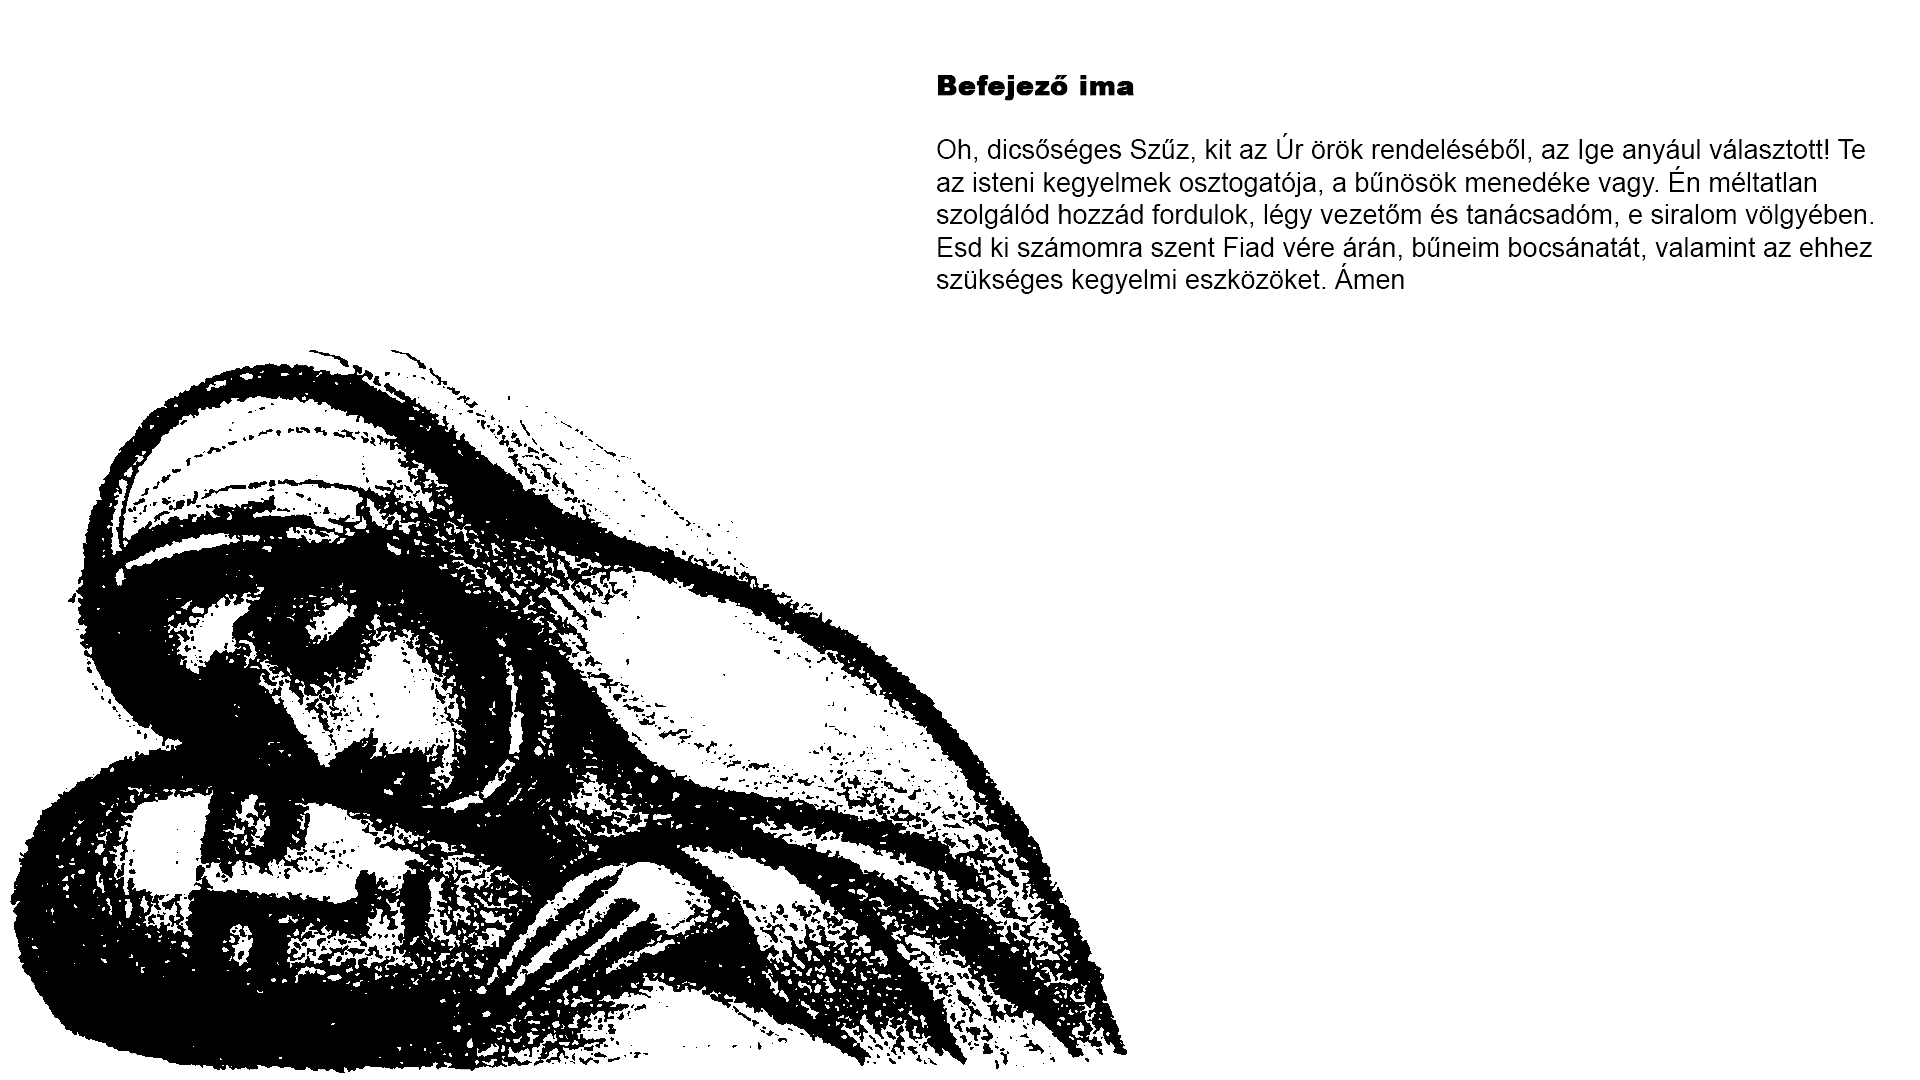 Befejező ima
Oh, dicsőséges Szűz, kit az Úr örök rendeléséből, az Ige anyául választott! Te
az isteni kegyelmek osztogatója, a bűnösök menedéke vagy. Én méltatlan
szolgálód hozzád fordulok, légy vezetőm és tanácsadóm, e siralom völgyében.
Esd ki számomra szent Fiad vére árán, bűneim bocsánatát, valamint az ehhez
szükséges kegyelmi eszközöket. Ámen